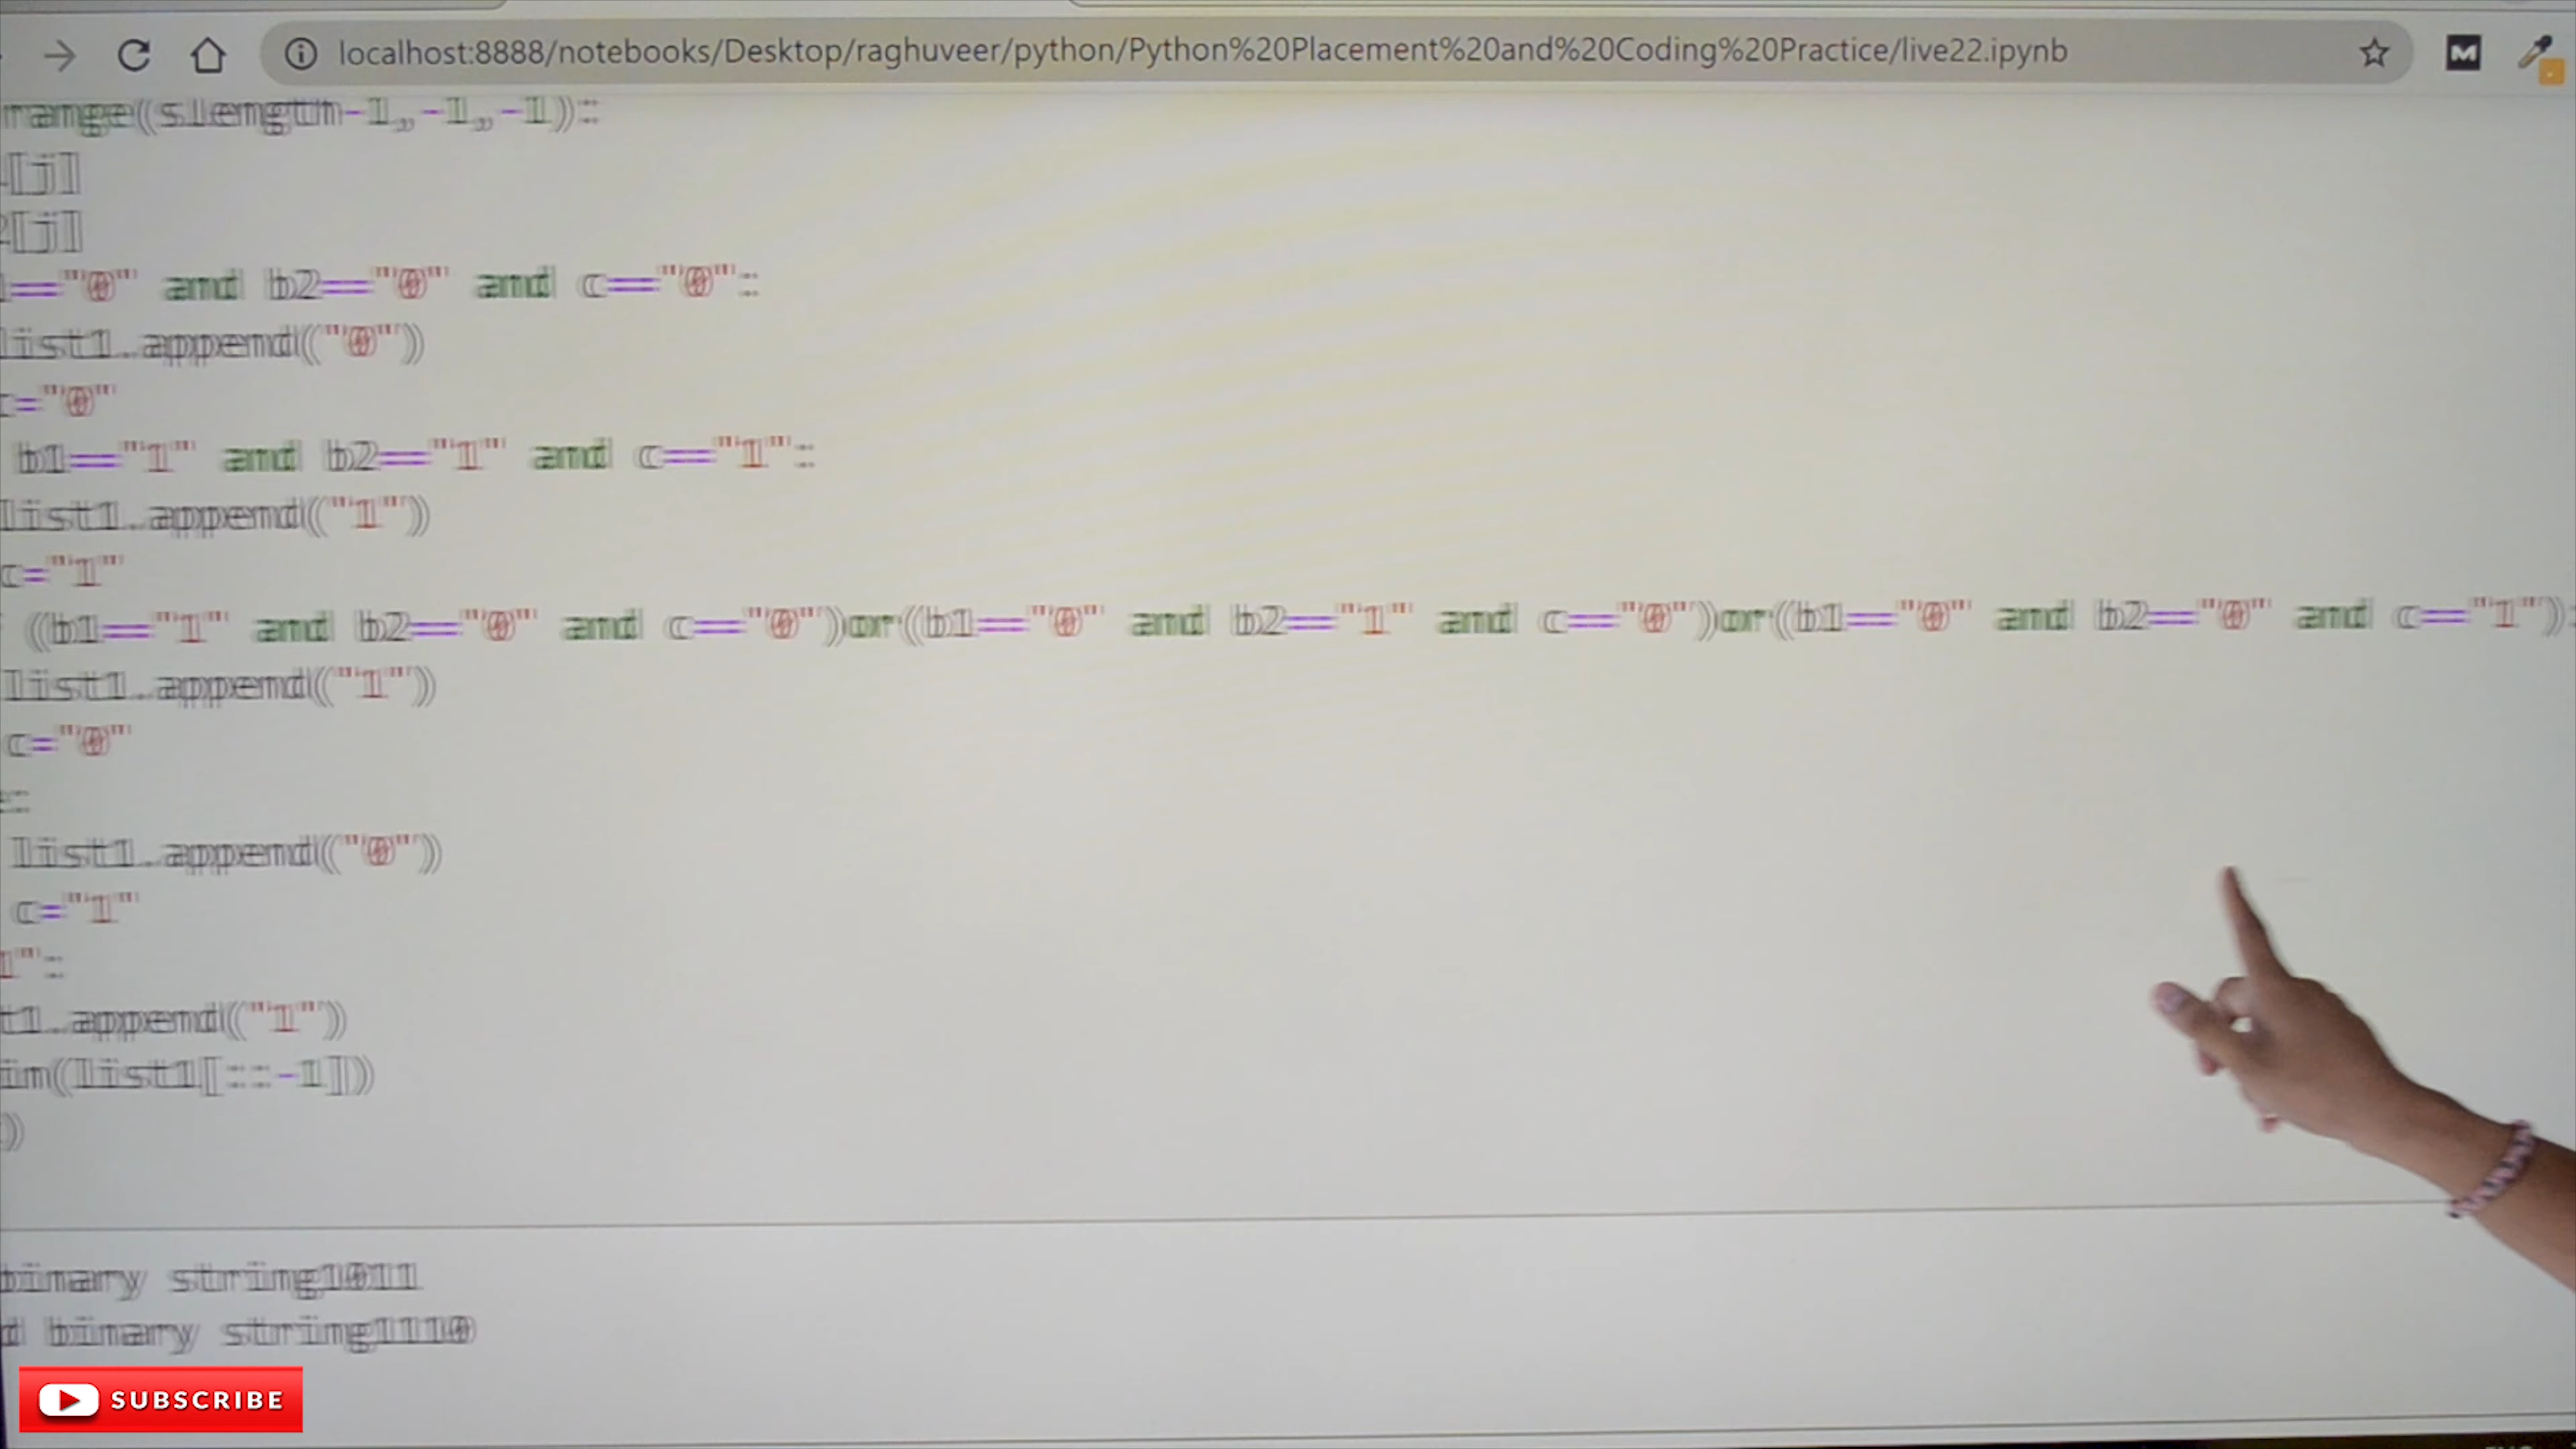 localhost:8888/notebooks/Desktop/raghuveer/python/Python%20Placement%20and%20Coding%20Practice/live22.ipynb
range(slength-1,-1,-1):
[j]
[j]
=="0" and b2=="0" and c=="0":
list1.append("0")
c="0"
b1=="1" and b2=="1" and c=="1":
list1.append("1")
c="1"
(b1=="1" and b2=="0" and c=="0")or(b1=="0" and b2=="1" and c=="0")or(b1=="0" and b2=="0" and c=="1"):
list1.append("1")
c="0"
:
list1.append("0")
c="1"
1":
t1.append("1")
in(list1[::-1])
)
binary string1011
d binary string1110
SUBSCRIBE